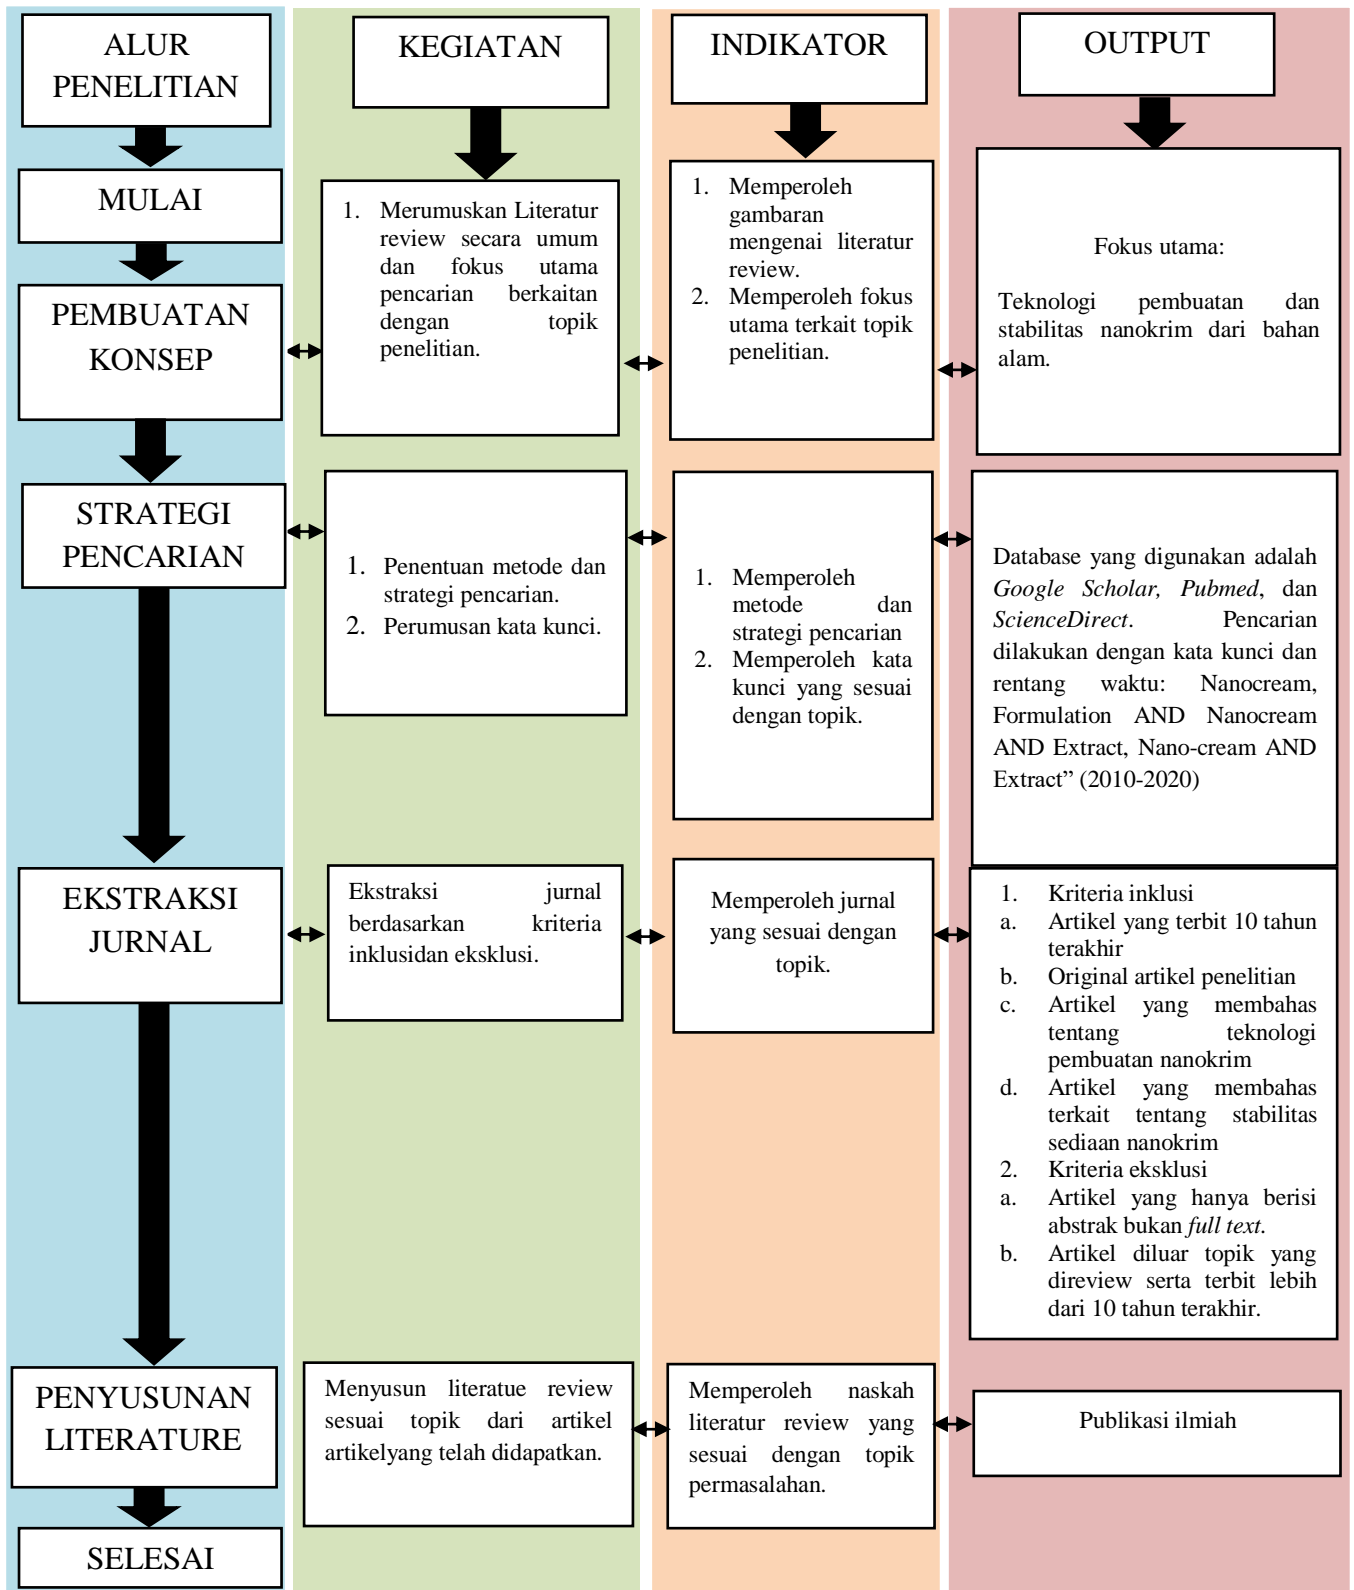 ALUR
PENELITIAN
KEGIATAN
INDIKATOR
OUTPUT
MULAI
PEMBUATAN
KONSEP
1. Merumuskan Literatur
review secara umum
dan fokus utama
pencarian berkaitan
dengan topik
penelitian.
1. Memperoleh
gambaran
mengenai literatur
review.
2. Memperoleh fokus
utama terkait topik
penelitian.
Fokus utama:
Teknologi pembuatan dan
stabilitas nanokrim dari bahan
alam.
STRATEGI
PENCARIAN
1. Penentuan metode dan
strategi pencarian.
2. Perumusan kata kunci.
1. Memperoleh
metode dan
strategi pencarian
2. Memperoleh kata
kunci yang sesuai
dengan topik.
Database yang digunakan adalah
Google Scholar, Pubmed, dan
ScienceDirect. Pencarian
dilakukan dengan kata kunci dan
rentang waktu: Nanocream,
Formulation AND Nanocream
AND Extract, Nano-cream AND
Extract” (2010-2020)
EKSTRAKSI
JURNAL
Ekstraksi jurnal
berdasarkan kriteria
inklusidan eksklusi.
Memperoleh jurnal
yang sesuai dengan
topik.
1. Kriteria inklusi
a. Artikel yang terbit 10 tahun
terakhir
b. Original artikel penelitian
c. Artikel yang membahas
tentang teknologi
pembuatan nanokrim
d. Artikel yang membahas
terkait tentang stabilitas
sediaan nanokrim
2. Kriteria eksklusi
a. Artikel yang hanya berisi
abstrak bukan full text.
b. Artikel diluar topik yang
direview serta terbit lebih
dari 10 tahun terakhir.
PENYUSUNAN
LITERATURE
Menyusun literatue review
sesuai topik dari artikel
artikelyang telah didapatkan.
Memperoleh naskah
literatur review yang
sesuai dengan topik
permasalahan.
Publikasi ilmiah
SELESAI